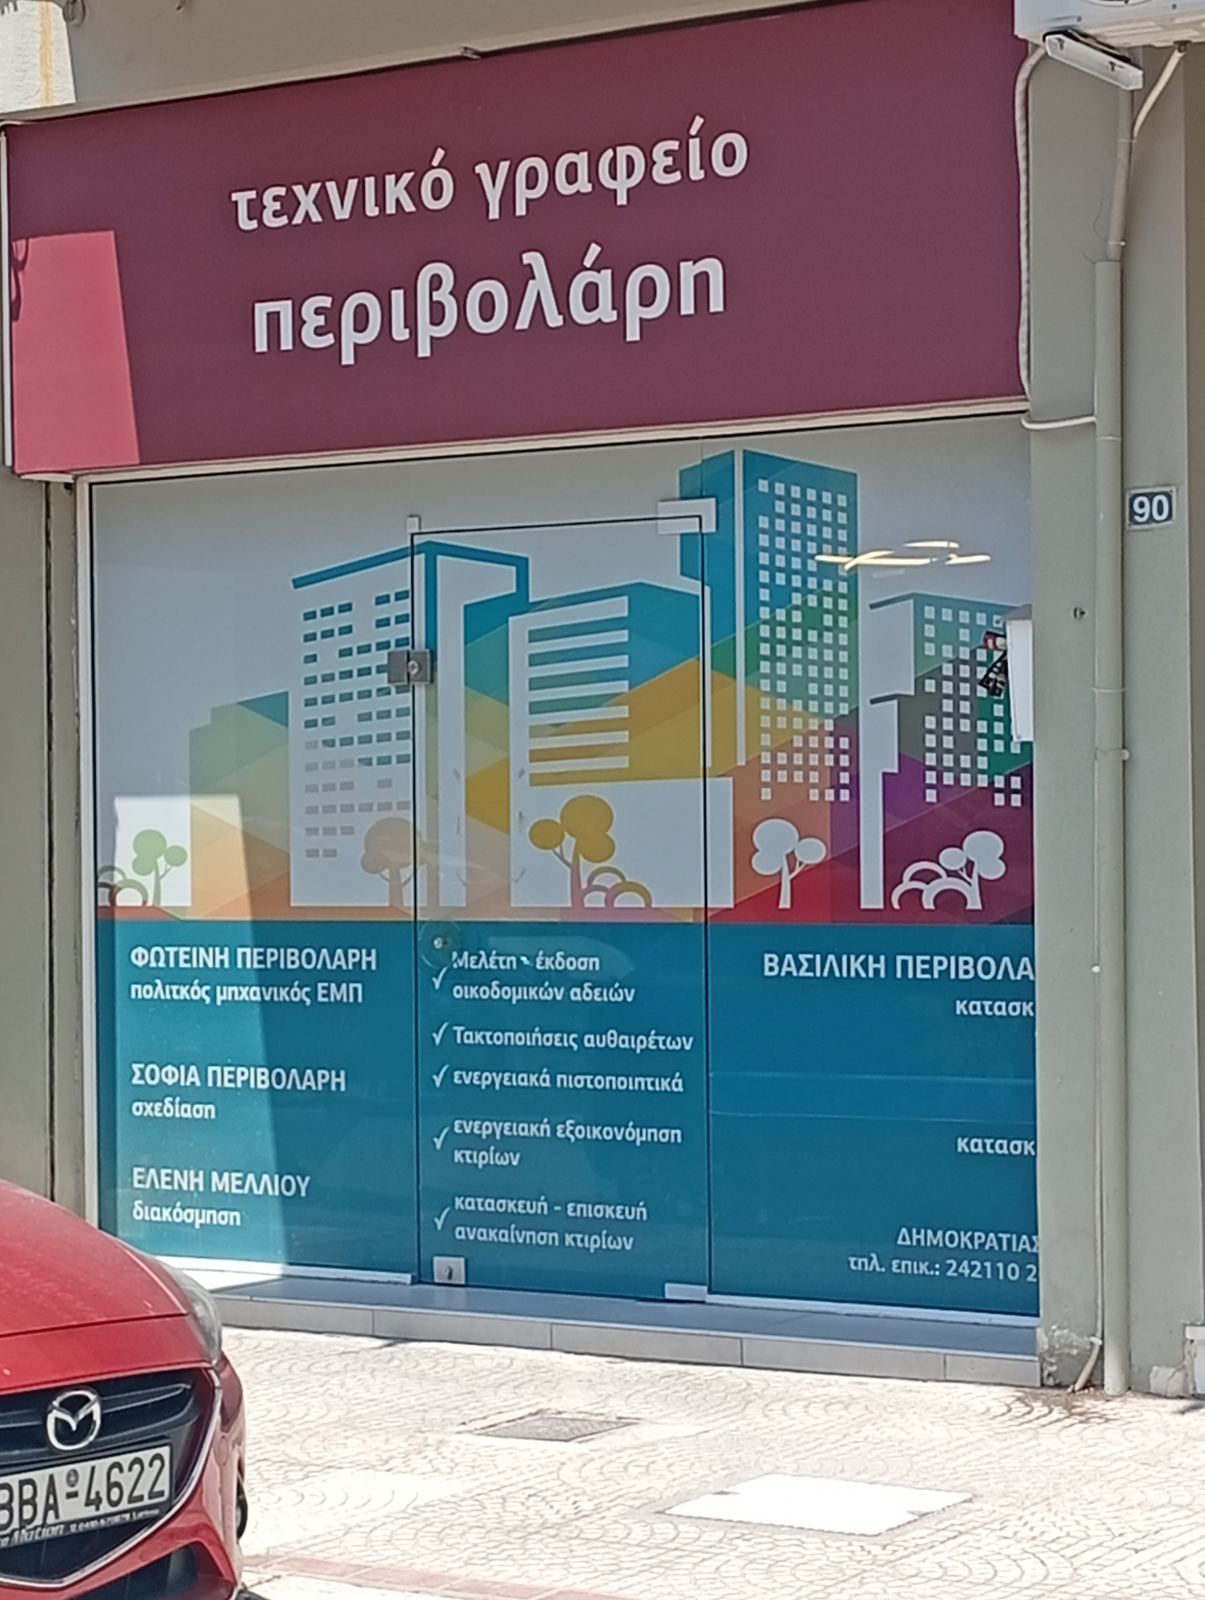 τεχνικό γραφείο
περιβολάρη
90
ΦΩΤΕΙΝΗ ΠΕΡΙΒΟΛΑΡΗ
πολιτκός μηχανικός ΕΜΠ
ΣΟΦΙΑ ΠΕΡΙΒΟΛΑΡΗ
σχεδίαση
ΕΛΕΝΗ ΜΕΛΛΙΟΥ
διακόσμηση
Μελέτη - έκδοση
οικοδομικών αδειών
√ Τακτοποιήσεις αυθαιρέτων
√ ενεργειακά πιστοποιητικά
√ ενεργειακή εξοικονόμηση
κτιρίων
√ κατασκευή - επισκευή
ανακαίνηση κτιρίων
ΒΑΣΙΛΙΚΗ ΠΕΡΙΒΟΛΑ
κατασκ
κατασκ
ΔΗΜΟΚΡΑΤΙΑΣ
τηλ. επικ.: 242110 2
BBA-4622